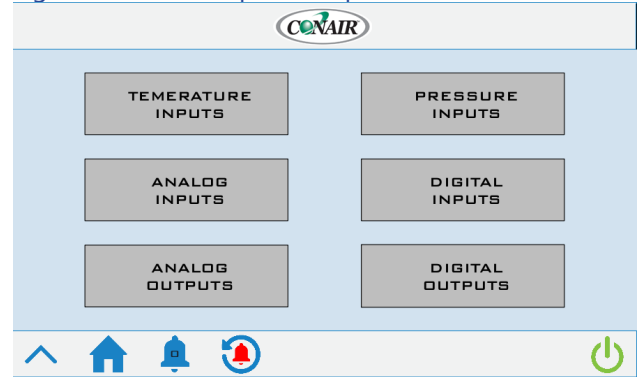 CONAIR
TEMERATURE
INPUTS
PRESSURE
INPUTS
ANALOG
INPUTS
DIGITAL
INPUTS
ANALOG
OUTPUTS
DIGITAL
OUTPUTS